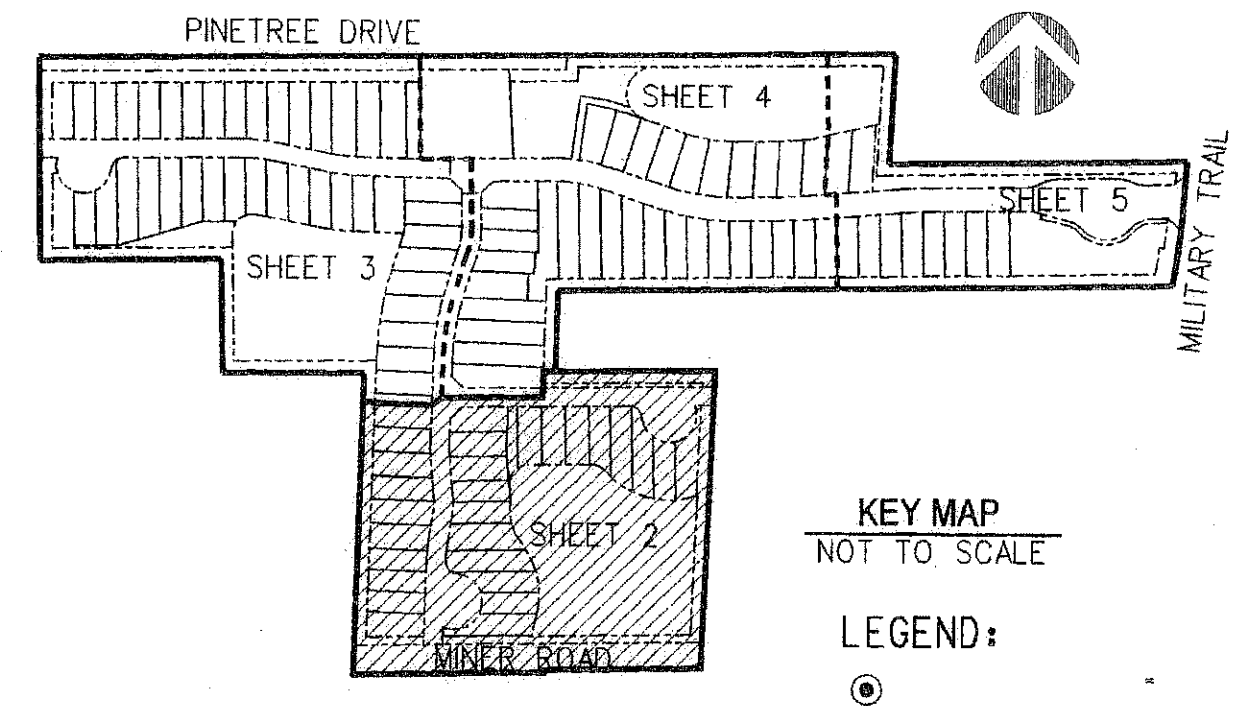 PINETREE DRIVE
SHEET 4
SHEET 5
MILITARY TRAIL
SHEET 3
SHEET 2
MINER ROAD
KEY MAP
NOT TO SCALE
LEGEND: